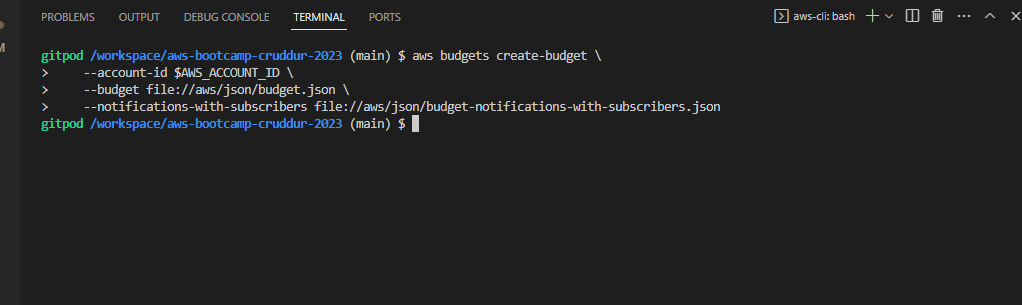 PROBLEMS OUTPUT DEBUG CONSOLE TERMINAL PORTS aws-cli: bash
M
gitpod /workspace/aws-bootcamp-cruddur-2023 (main) $ aws budgets create-budget \
> --account-id $AWS_ACCOUNT_ID \
> --budget file://aws/json/budget.json \
> --notifications-with-subscribers file://aws/json/budget-notifications-with-subscribers.json
gitpod /workspace/aws-bootcamp-cruddur-2023 (main) $